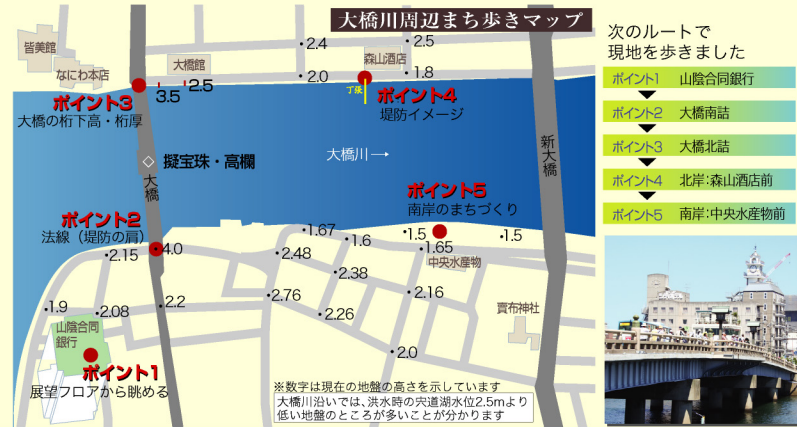 大橋川周辺まち歩きマップ
次のルートで
現地を歩きました
ポイント1 山陰合同銀行
ポイント2 大橋南詰
ポイント3 大橋北詰
ポイント4 北岸:森山酒店前
ポイント5 南岸:中央水産物前
皆美館
なにわ本店
大橋館
森山酒店
2.4
2.5
2.0
1.8
3.5
2.5
丁張
ポイント3
大橋の桁下高・桁厚
ポイント4
堤防イメージ
擬宝珠・高欄
大橋川→
大橋
新大橋
ポイント5
南岸のまちづくり
ポイント2
法線(堤防の肩)
4.0
2.15
1.67
1.6
1.5
1.65
1.5
中央水産物
2.48
2.38
2.76
2.26
2.16
2.0
賣布神社
1.9
2.08
2.2
山陰合同
銀行
ポイント1
展望フロアから眺める
※数字は現在の地盤の高さを示しています
大橋川沿いでは、洪水時の宍道湖水位2.5mより
低い地盤のところが多いことが分かります